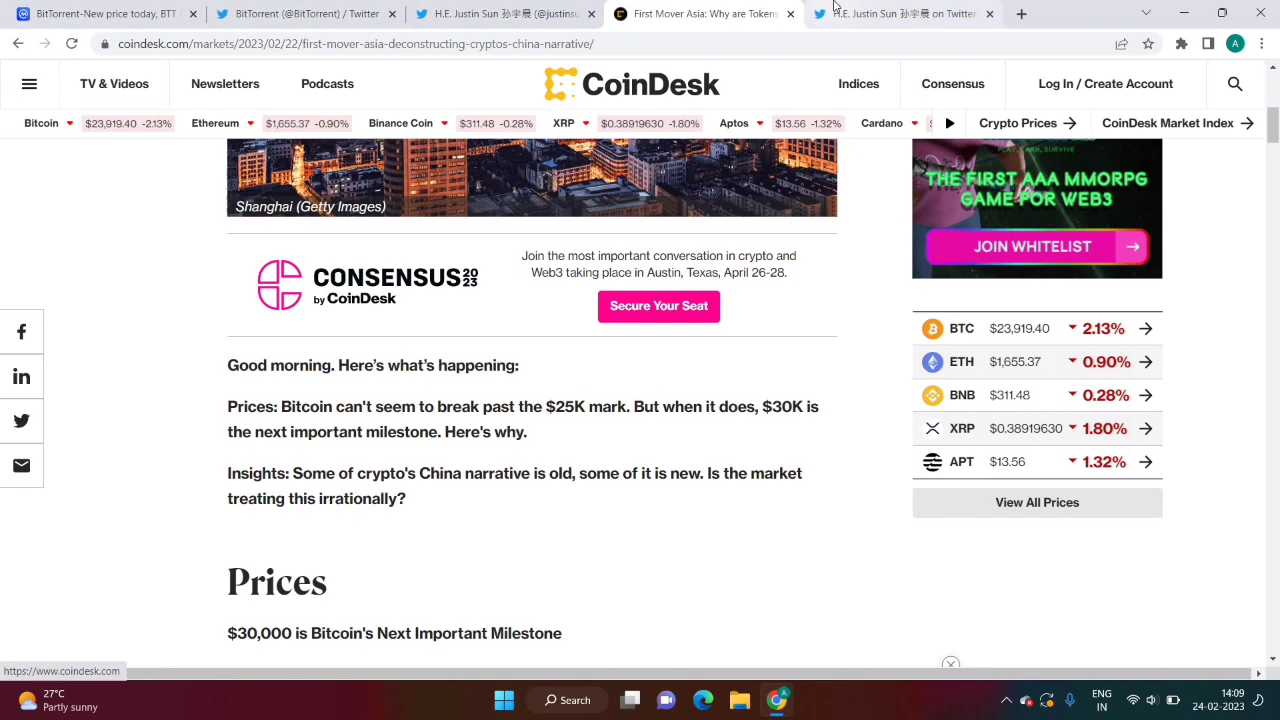 BitTorrent-New price today, BTT
BitTorrent (@BitTorrent) / Twitter
H.E. Justin Sun 孙宇晨 (@justinsu
First Mover Asia: Why are Tokens
H.E. Justin Sun 孙宇晨 on Twitter
coindesk.com/markets/2023/02/22/first-mover-asia-deconstructing-cryptos-china-narrative/
A
TV & Videos
Newsletters
Podcasts
CoinDesk
Indices
Consensus
Log In / Create Account
Bitcoin $23,919.40 -2.13% Ethereum $1,655.37 -0.90% Binance Coin $311.48 -0.28% XRP $0.38919630 -1.80% Aptos $13.56 -1.32% Cardano
Crypto Prices
CoinDesk Market Index
Shanghai (Getty Images)
CONSENSUS 2023
by CoinDesk
Join the most important conversation in crypto and
Web3 taking place in Austin, Texas, April 26-28.
Secure Your Seat
Good morning. Here's what's happening:
Prices: Bitcoin can't seem to break past the $25K mark. But when it does, $30K is
the next important milestone. Here's why.
Insights: Some of crypto's China narrative is old, some of it is new. Is the market
treating this irrationally?
Prices
$30,000 is Bitcoin's Next Important Milestone
PLAY, EARN, SURVIVE
THE FIRST AAA MMORPG
GAME FOR WEB3
JOIN WHITELIST
BTC $23,919.40 2.13%
ETH $1,655.37 0.90%
BNB $311.48 0.28%
XRP $0.38919630 1.80%
APT $13.56 1.32%
View All Prices
https://www.coindesk.com
27°C
Partly sunny
Search
A
ENG
IN
14:09
24-02-2023